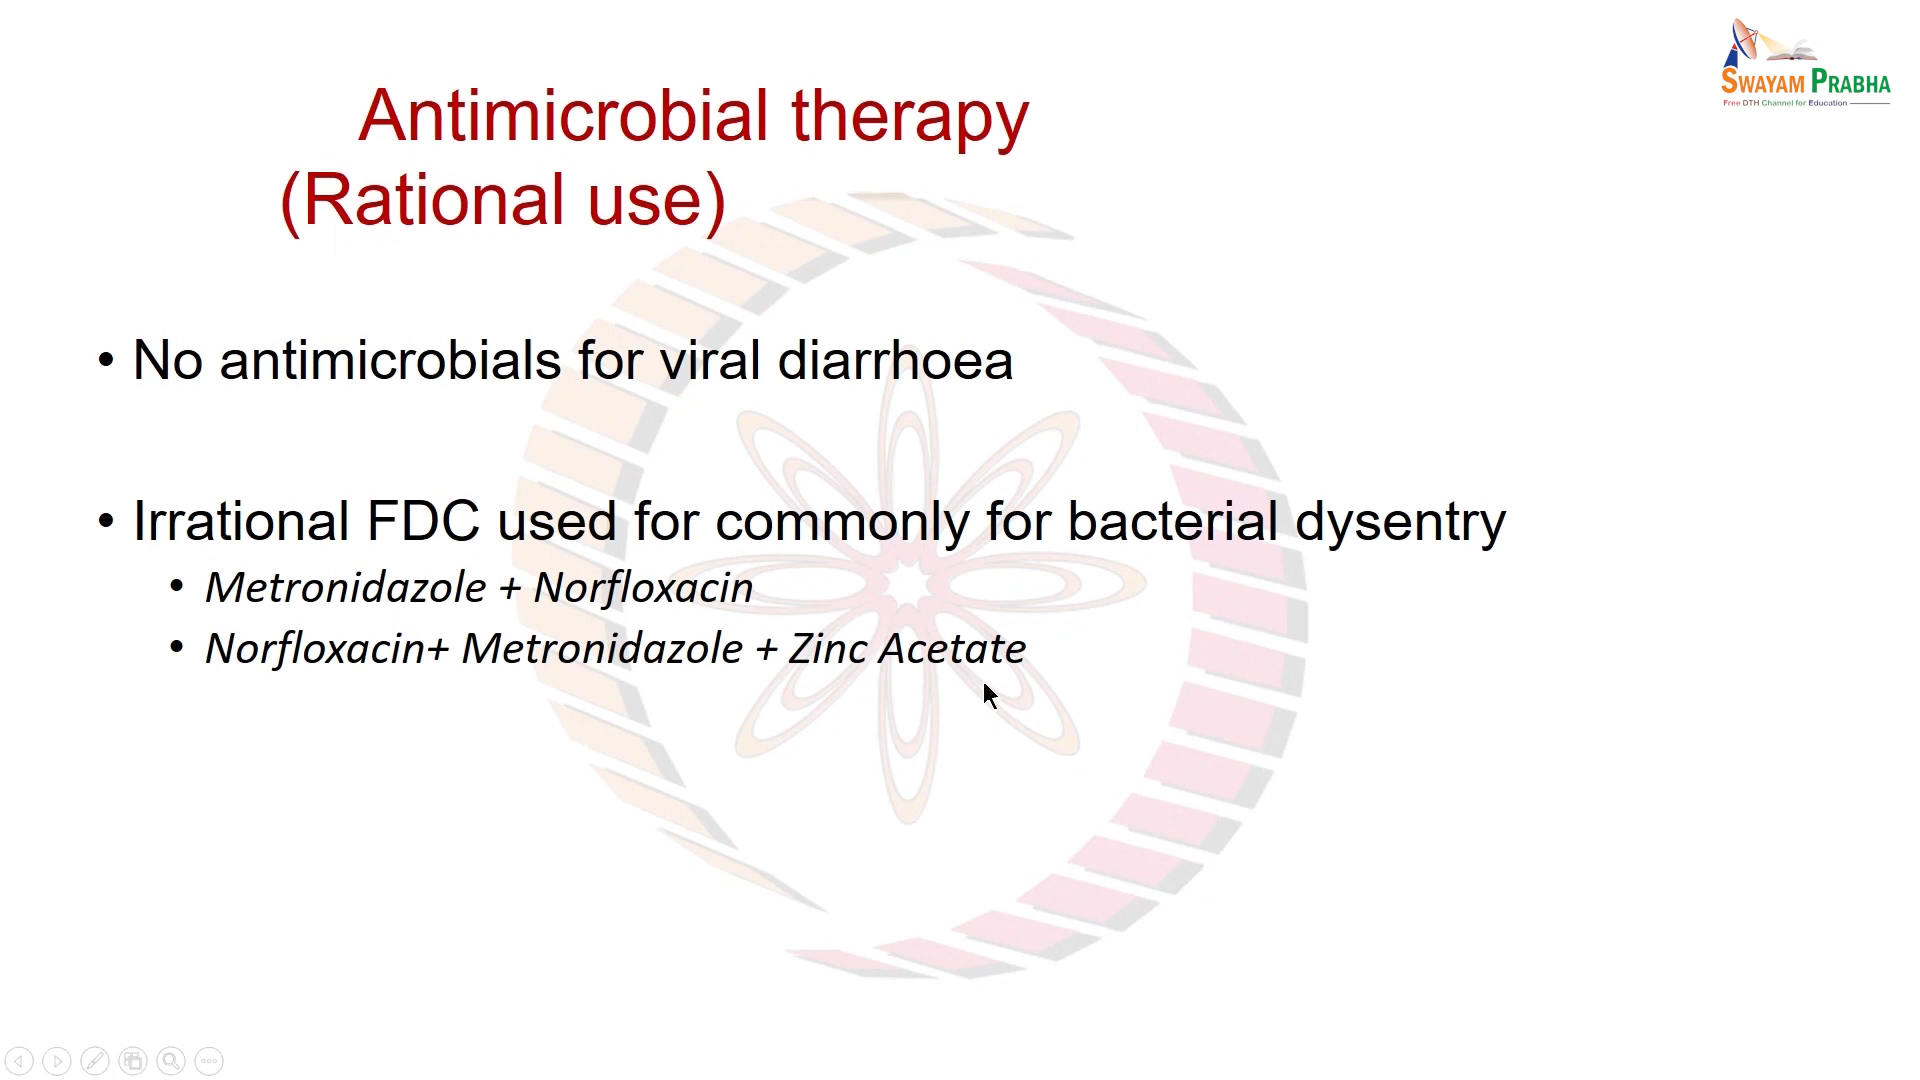 SWAYAM PRABHA
Free DTH Channel for Education
Antimicrobial therapy
(Rational use)
• No antimicrobials for viral diarrhoea
• Irrational FDC used for commonly for bacterial dysentry
• Metronidazole + Norfloxacin
• Norfloxacin+ Metronidazole + Zinc Acetate